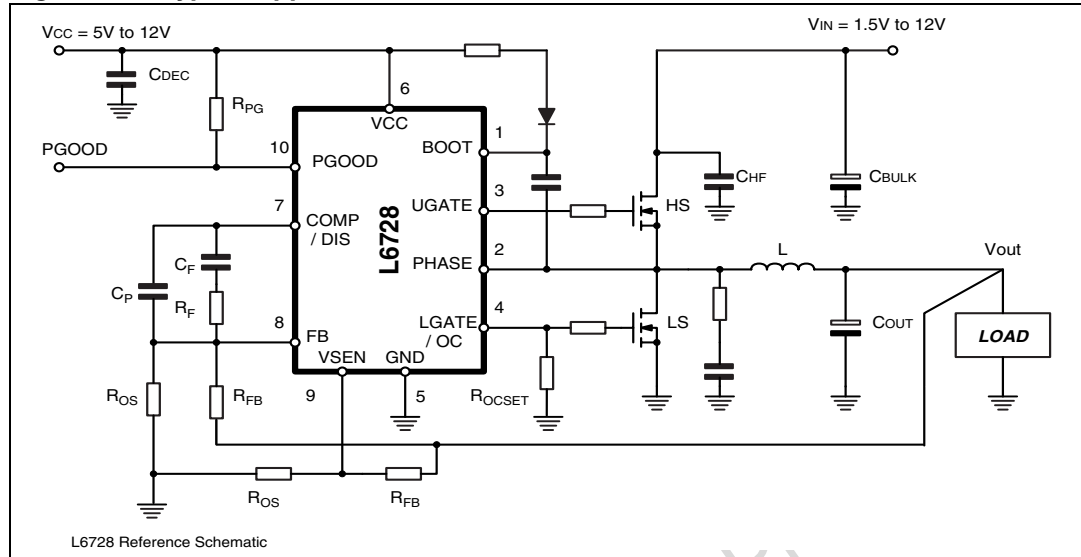 Vcc = 5V to 12V
VIN = 1.5V to 12V
CDEC
RPG
6
VCC
1
BOOT
PGOOD
10
PGOOD
CHF
CBULK
3
UGATE
HS
7
COMP
/ DIS
L6728
2
PHASE
L
Vout
CF
CP
RF
4
LGATE
/ OC
LS
COUT
LOAD
8
FB
VSEN
GND
ROS
RFB
9
5
ROCSET
ROS
RFB
L6728 Reference Schematic